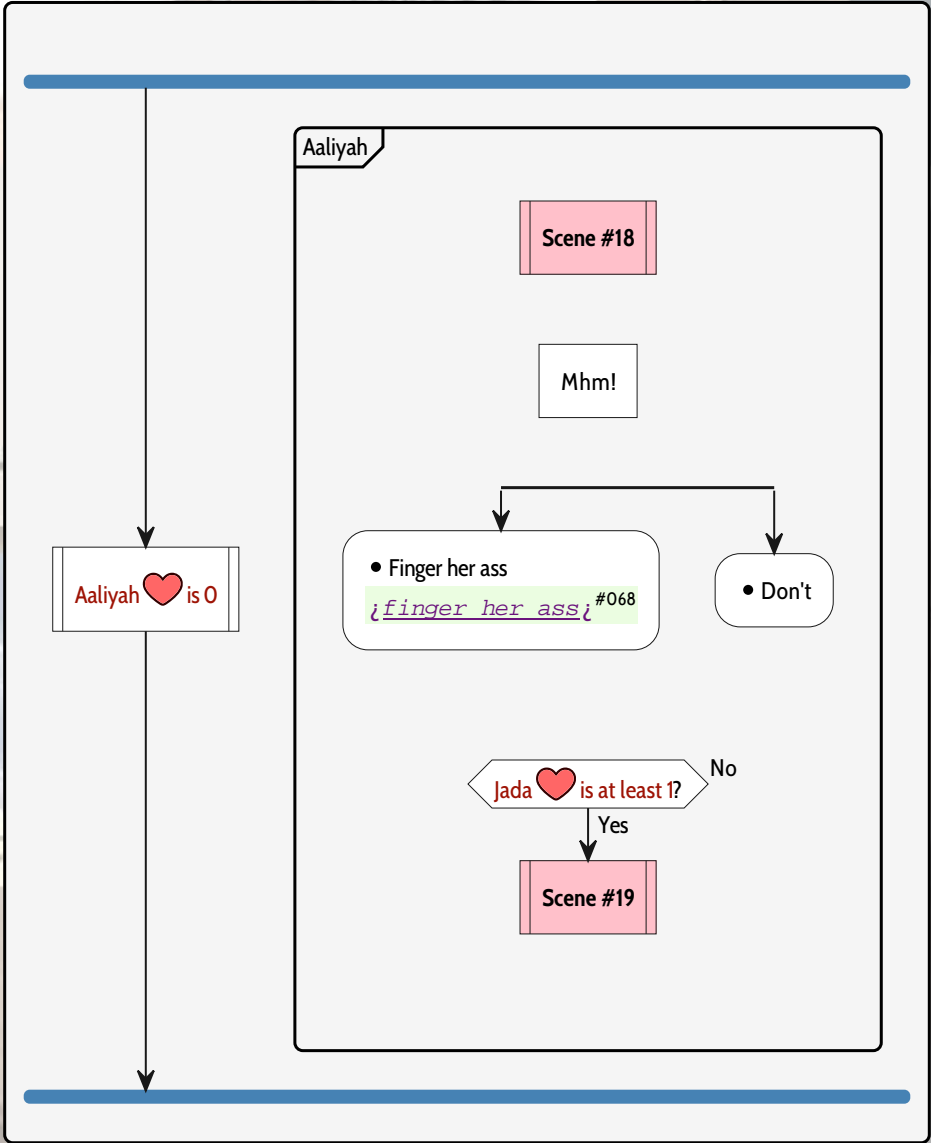 Aaliyah
Scene #18
Mhm!
Aaliyah is 0
• Finger her ass
¿finger her ass¿#068
• Don't
Jada is at least 1?
No
Yes
Scene #19